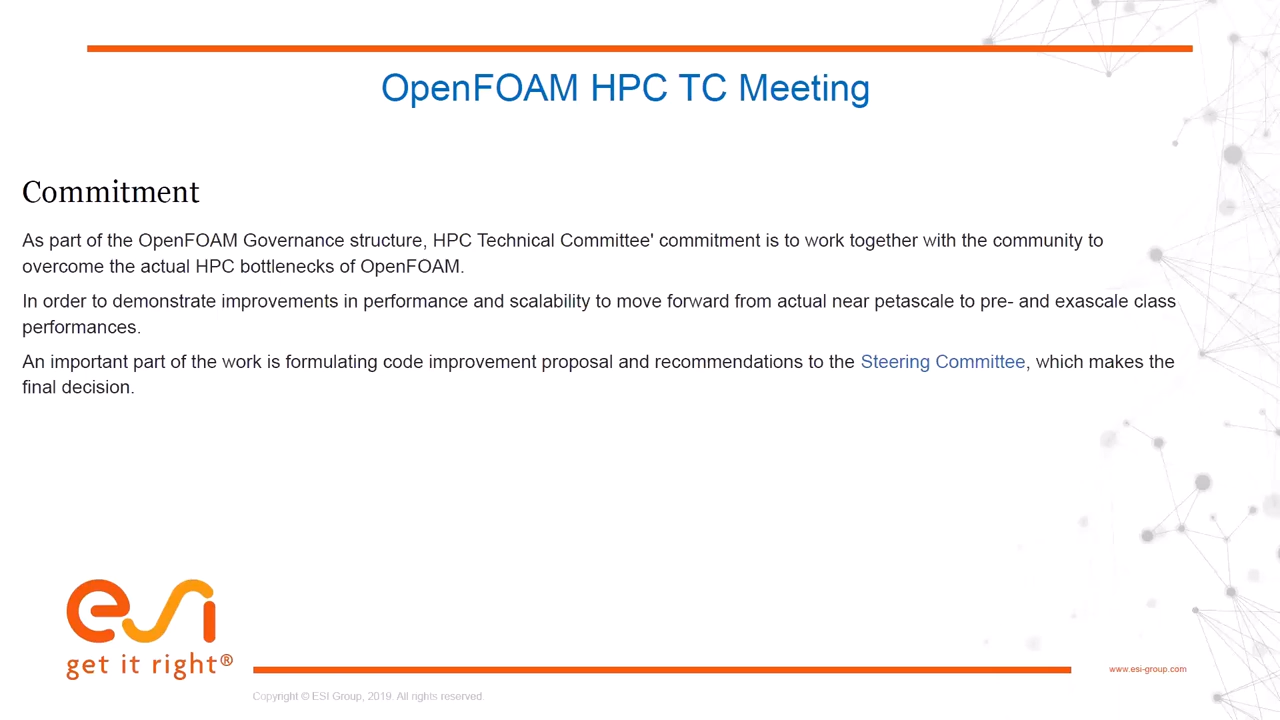 OpenFOAM HPC TC Meeting
Commitment
As part of the OpenFOAM Governance structure, HPC Technical Committee' commitment is to work together with the community to
overcome the actual HPC bottlenecks of OpenFOAM.
In order to demonstrate improvements in performance and scalability to move forward from actual near petascale to pre- and exascale class
performances.
An important part of the work is formulating code improvement proposal and recommendations to the Steering Committee, which makes the
final decision.
esi
get it right®
www.esi-group.com
Copyright © ESI Group, 2019. All rights reserved.